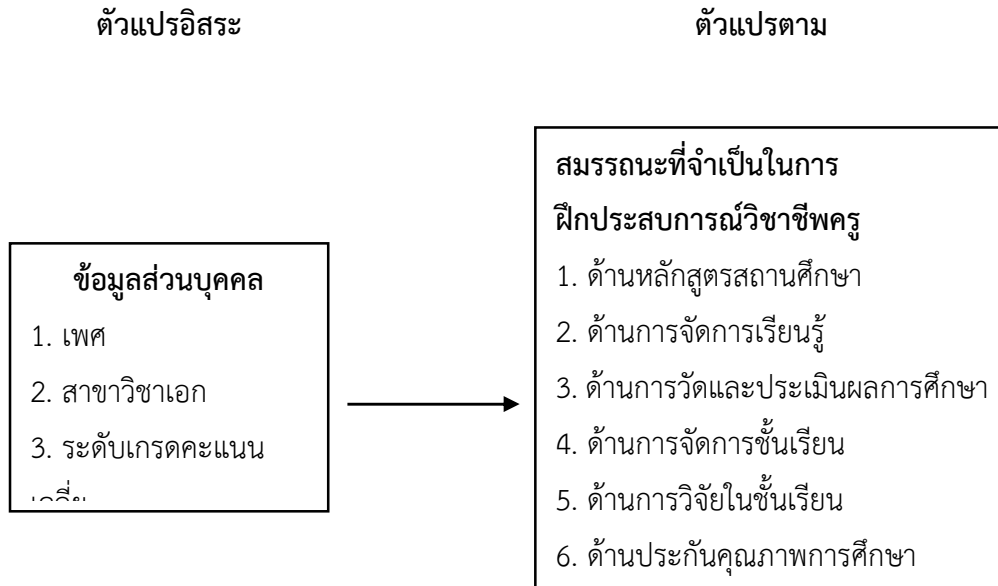 ตัวแปรอิสระ
ตัวแปรตาม
ข้อมูลส่วนบุคคล
1. เพศ
2. สาขาวิชาเอก
3. ระดับเกรดคะแนน
สมรรถนะที่จำเป็นในการ
ฝึกประสบการณ์วิชาชีพครู
1. ด้านหลักสูตรสถานศึกษา
2. ด้านการจัดการเรียนรู้
3. ด้านการวัดและประเมินผลการศึกษา
4. ด้านการจัดการชั้นเรียน
5. ด้านการวิจัยในชั้นเรียน
6. ด้านประกันคุณภาพการศึกษา